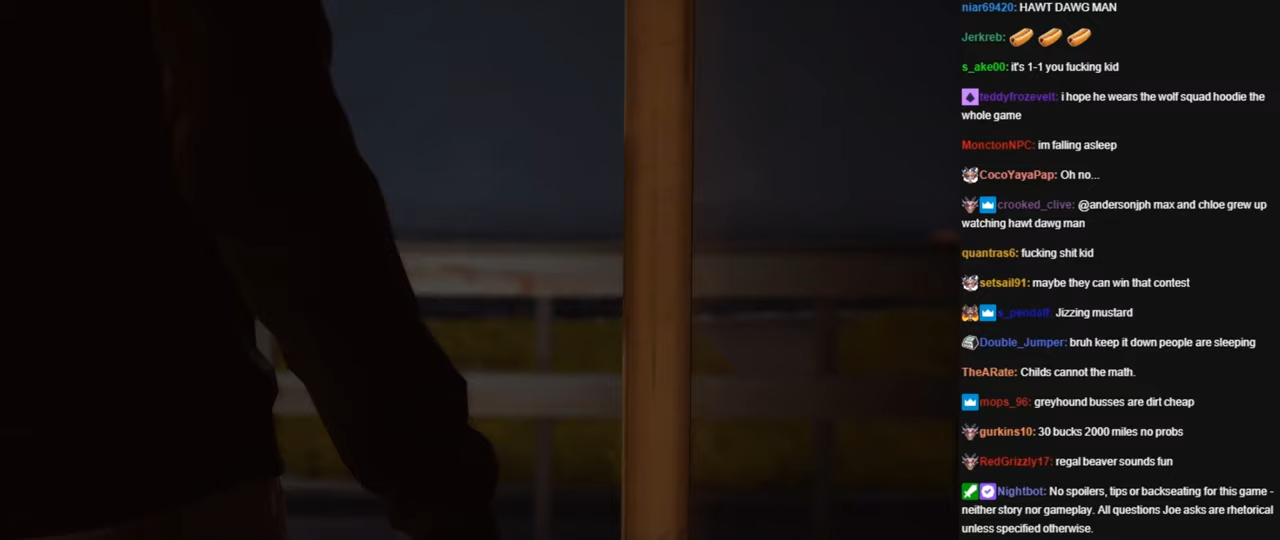 niar69420: HAWT DAWG MAN
Jerkreb:
s_ake00: it's 1-1 you fucking kid
teddyfrozevelt: i hope he wears the wolf squad hoodie the
whole game
MonctonNPC: im falling asleep
CocoYayaPap: Oh no...
crooked_clive: @andersonjph max and chloe grew up
watching hawt dawg man
quantras6: fucking shit kid
setsail91: maybe they can win that contest
s_pendaff: Jizzing mustard
Double_Jumper: bruh keep it down people are sleeping
TheARate: Childs cannot the math.
mops_96: greyhound busses are dirt cheap
gurkins10: 30 bucks 2000 miles no probs
RedGrizzly17: regal beaver sounds fun
Nightbot: No spoilers, tips or backseating for this game -
neither story nor gameplay. All questions Joe asks are rhetorical
unless specified otherwise.